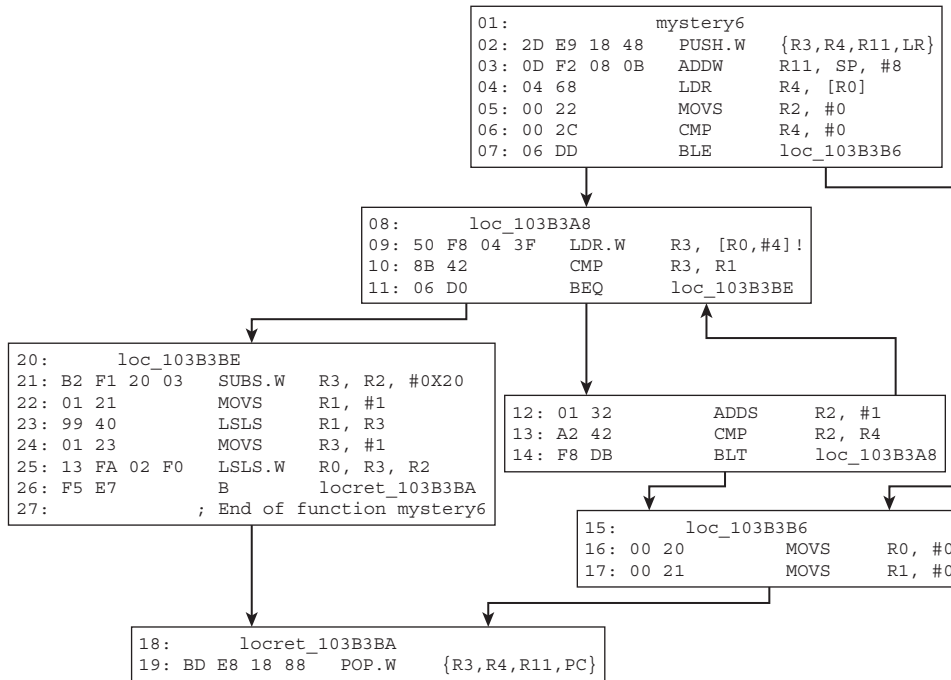 01: mystery6
02: 2D E9 18 48 PUSH.W {R3,R4,R11,LR}
03: 0D F2 08 0B ADDW R11, SP, #8
04: 04 68 LDR R4, [R0]
05: 00 22 MOVS R2, #0
06: 00 2C CMP R4, #0
07: 06 DD BLE loc_103B3B6
08: loc_103B3A8
09: 50 F8 04 3F LDR.W R3, [R0,#4]!
10: 8B 42 CMP R3, R1
11: 06 D0 BEQ loc_103B3BE
20: loc_103B3BE
21: B2 F1 20 03 SUBS.W R3, R2, #0X20
22: 01 21 MOVS R1, #1
23: 99 40 LSLS R1, R3
24: 01 23 MOVS R3, #1
25: 13 FA 02 F0 LSLS.W R0, R3, R2
26: F5 E7 B locret_103B3BA
27: ; End of function mystery6
12: 01 32 ADDS R2, #1
13: A2 42 CMP R2, R4
14: F8 DB BLT loc_103B3A8
15: loc_103B3B6
16: 00 20 MOVS R0, #0
17: 00 21 MOVS R1, #0
18: locret_103B3BA
19: BD E8 18 88 POP.W {R3,R4,R11,PC}